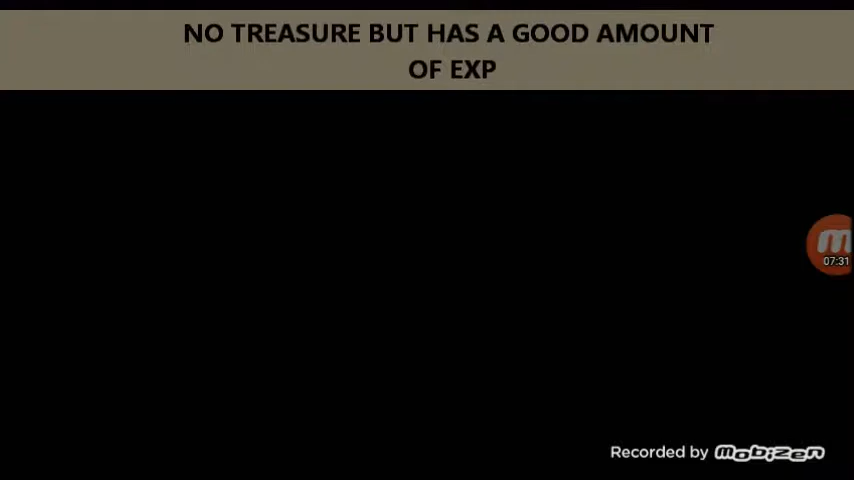 NO TREASURE BUT HAS A GOOD AMOUNT
OF EXP
07:31
Recorded by mobizen